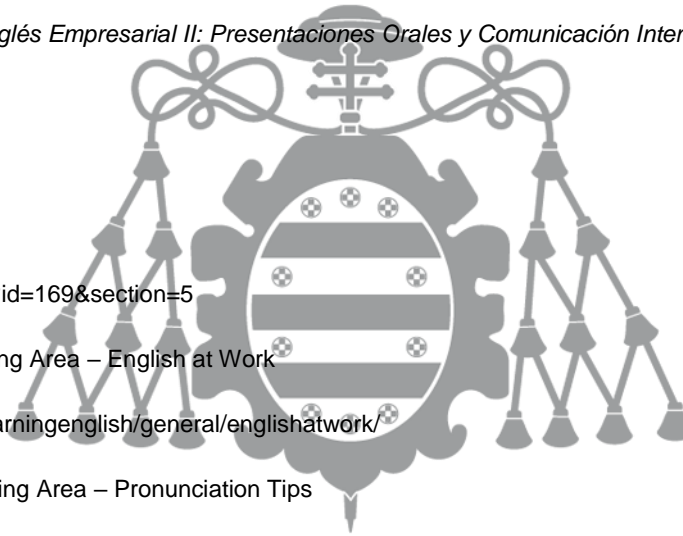 glés Empresarial II: Presentaciones Orales y Comunicación Inter
id=169&section=5
ng Area – English at Work
arningenglish/general/englishatwork/
ing Area – Pronunciation Tips